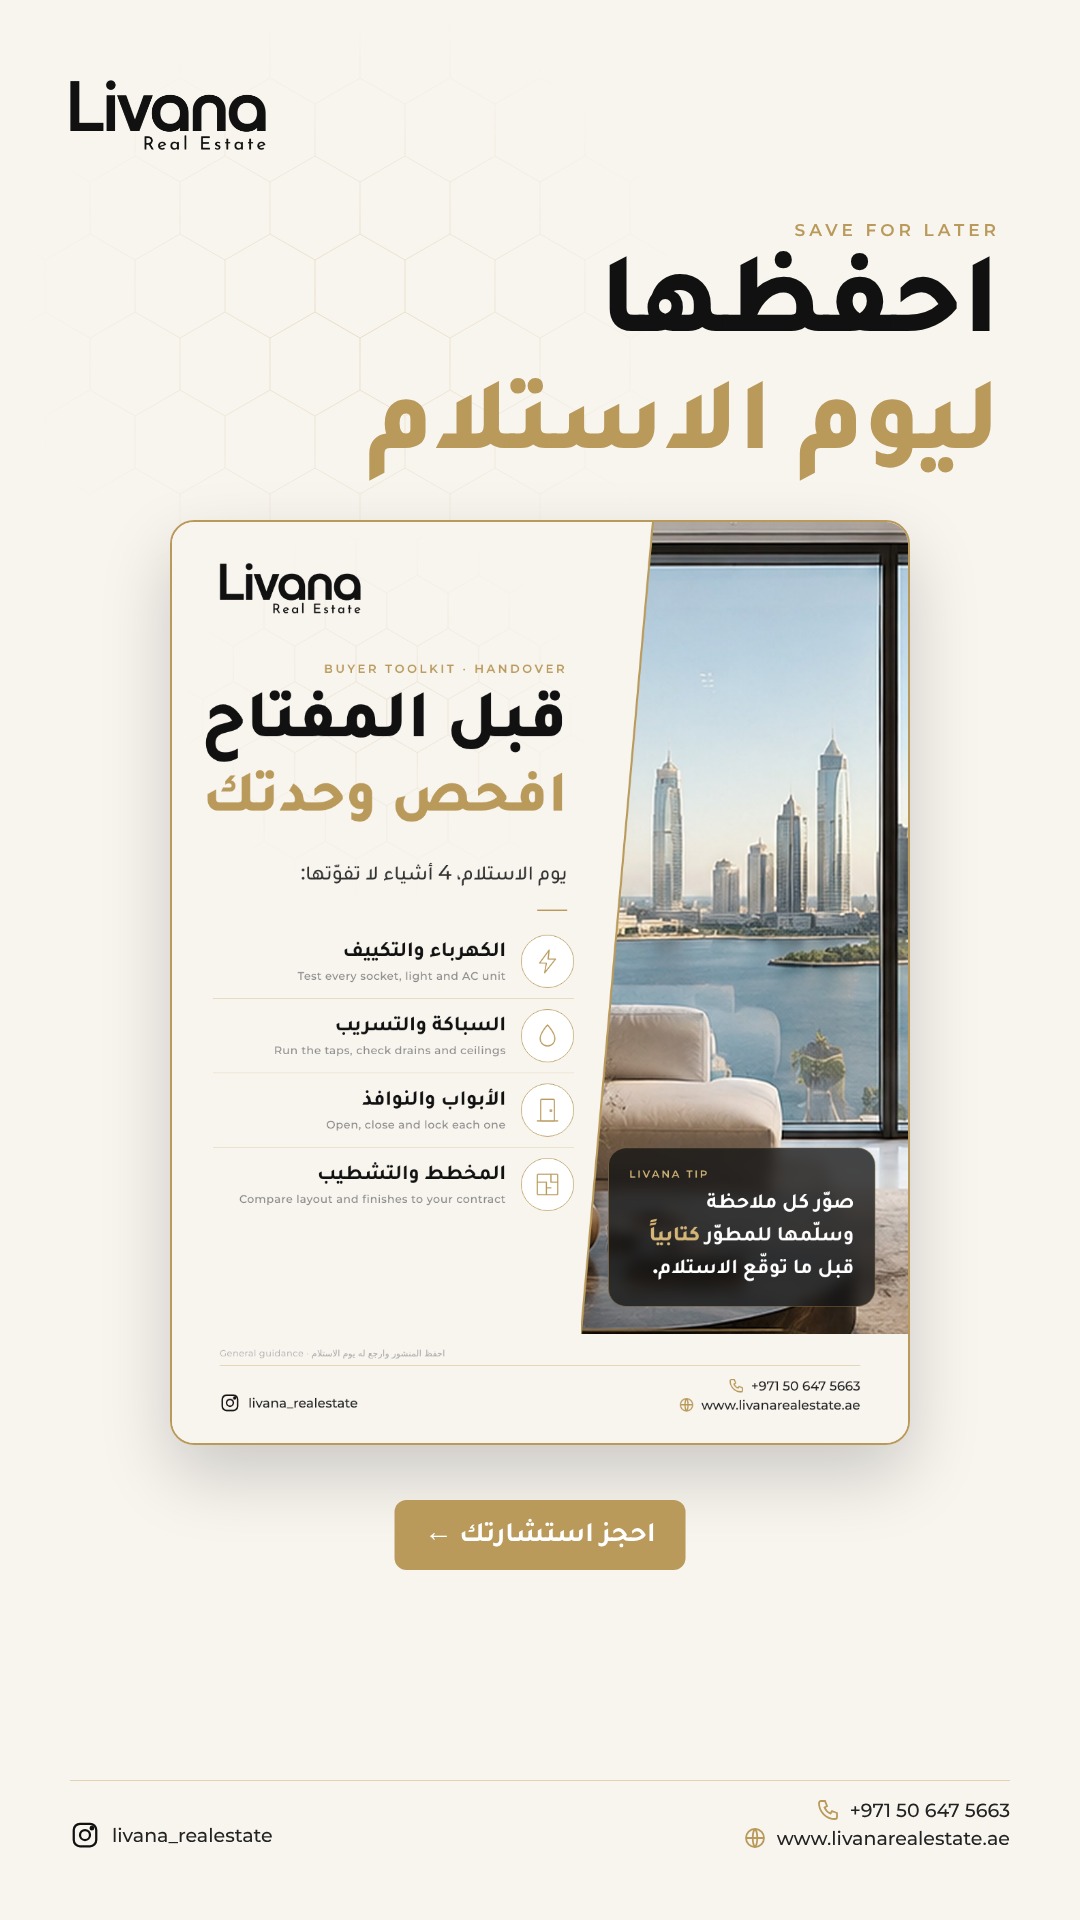 Livana
Real Estate
SAVE FOR LATER
احفظها
ليوم الاستلام
Livana
Real Estate
BUYER TOOLKIT · HANDOVER
قبل المفتاح
افحص وحدتك
يوم الاستلام، 4 أشياء لا تفوّتها:
الكهرباء والتكييف
Test every socket, light and AC unit
السباكة والتسريب
Run the taps, check drains and ceilings
الأبواب والنوافذ
Open, close and lock each one
المخطط والتشطيب
Compare layout and finishes to your contract
LIVANA TIP
صوّر كل ملاحظة
وسلّمها للمطوّر كتابياً
قبل ما توقّع الاستلام.
General guidance · احفظ المنشور وارجع له يوم الاستلام
livana_realestate
+971 50 647 5663
www.livanarealestate.ae
احجز استشارتك ←
livana_realestate
+971 50 647 5663
www.livanarealestate.ae